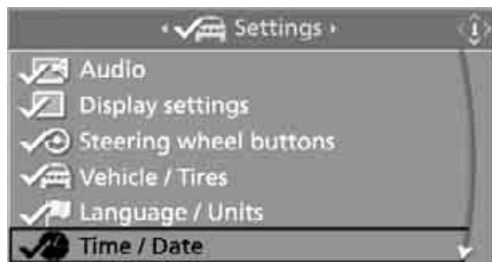 Settings
Audio
Display settings
Steering wheel buttons
Vehicle / Tires
Language / Units
Time / Date